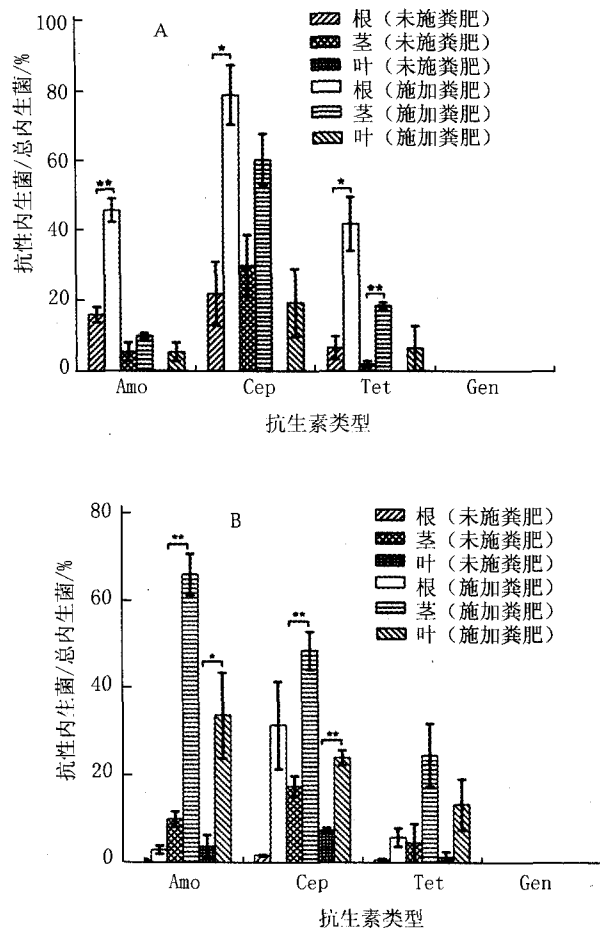 A
抗性内生菌/总内生菌/%
100
80
60
40
20
0
根（未施粪肥）
茎（未施粪肥）
叶（未施粪肥）
根（施加粪肥）
茎（施加粪肥）
叶（施加粪肥）
**
*
*
**
Amo Cep Tet Gen
抗生素类型
B
抗性内生菌/总内生菌/%
80
60
40
20
0
根（未施粪肥）
茎（未施粪肥）
叶（未施粪肥）
根（施加粪肥）
茎（施加粪肥）
叶（施加粪肥）
**
*
**
**
Amo Cep Tet Gen
抗生素类型